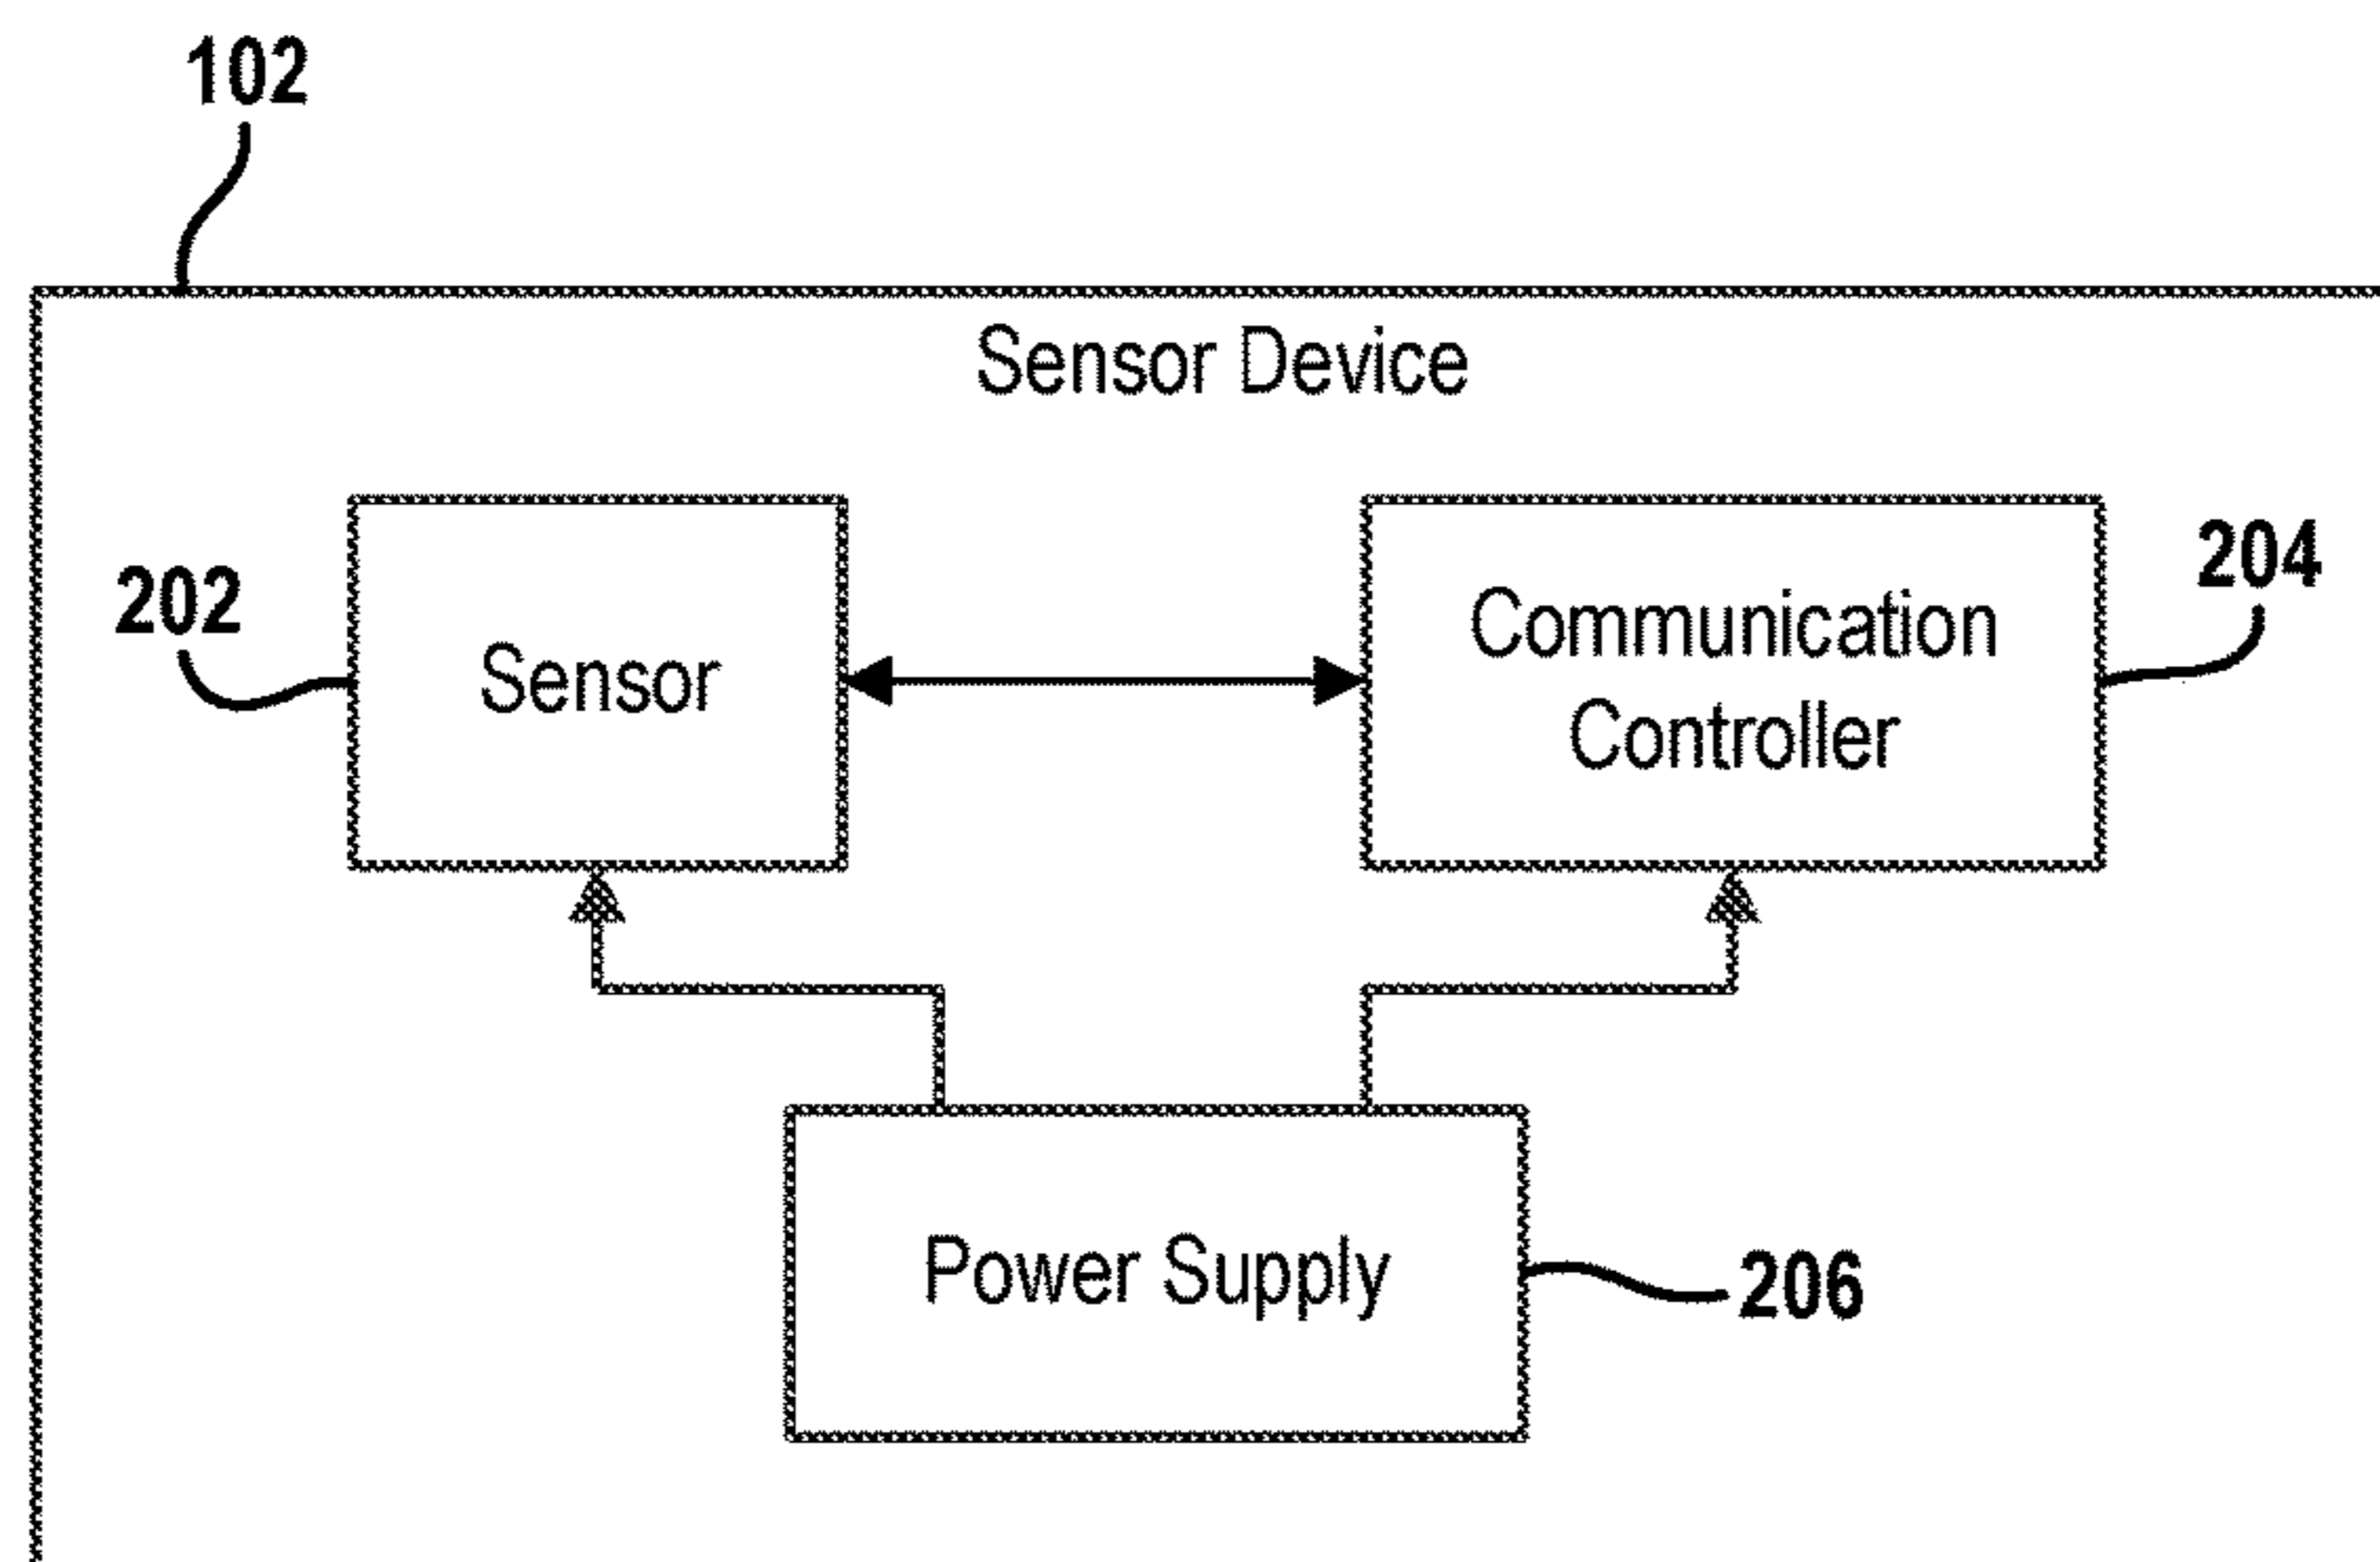 102
Sensor Device
202
Sensor
Communication
Controller
204
Power Supply
206